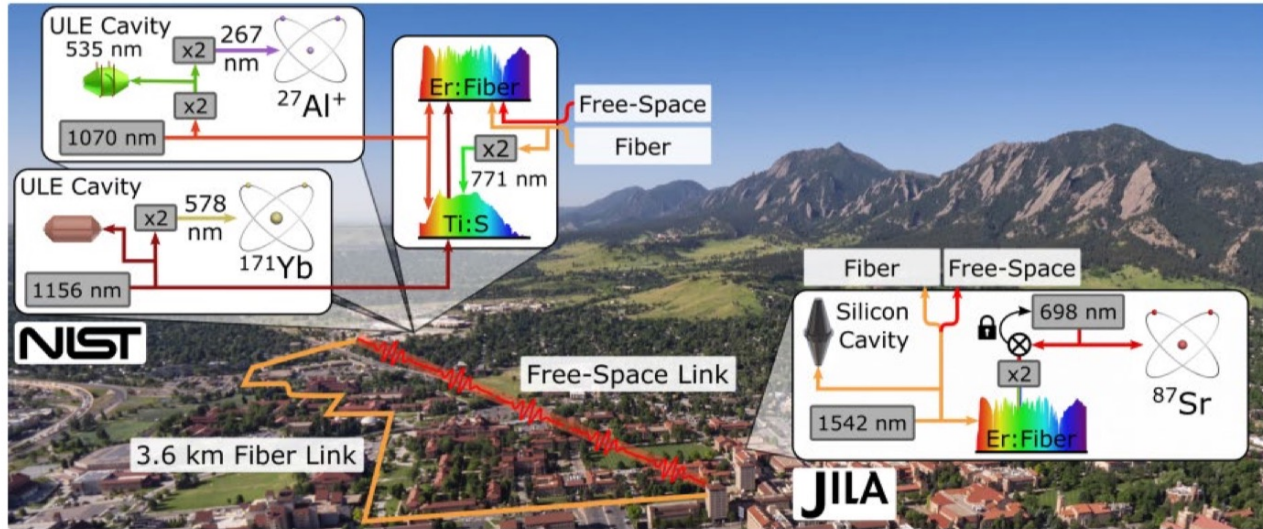 ULE Cavity
535 nm
x2
267
nm
27Al+
x2
1070 nm
Er:Fiber
Free-Space
Fiber
x2
771 nm
Ti:S
ULE Cavity
x2
578
nm
171Yb
1156 nm
NIST
Free-Space Link
3.6 km Fiber Link
Fiber
Free-Space
Silicon
Cavity
698 nm
x2
87Sr
1542 nm
Er:Fiber
JILA